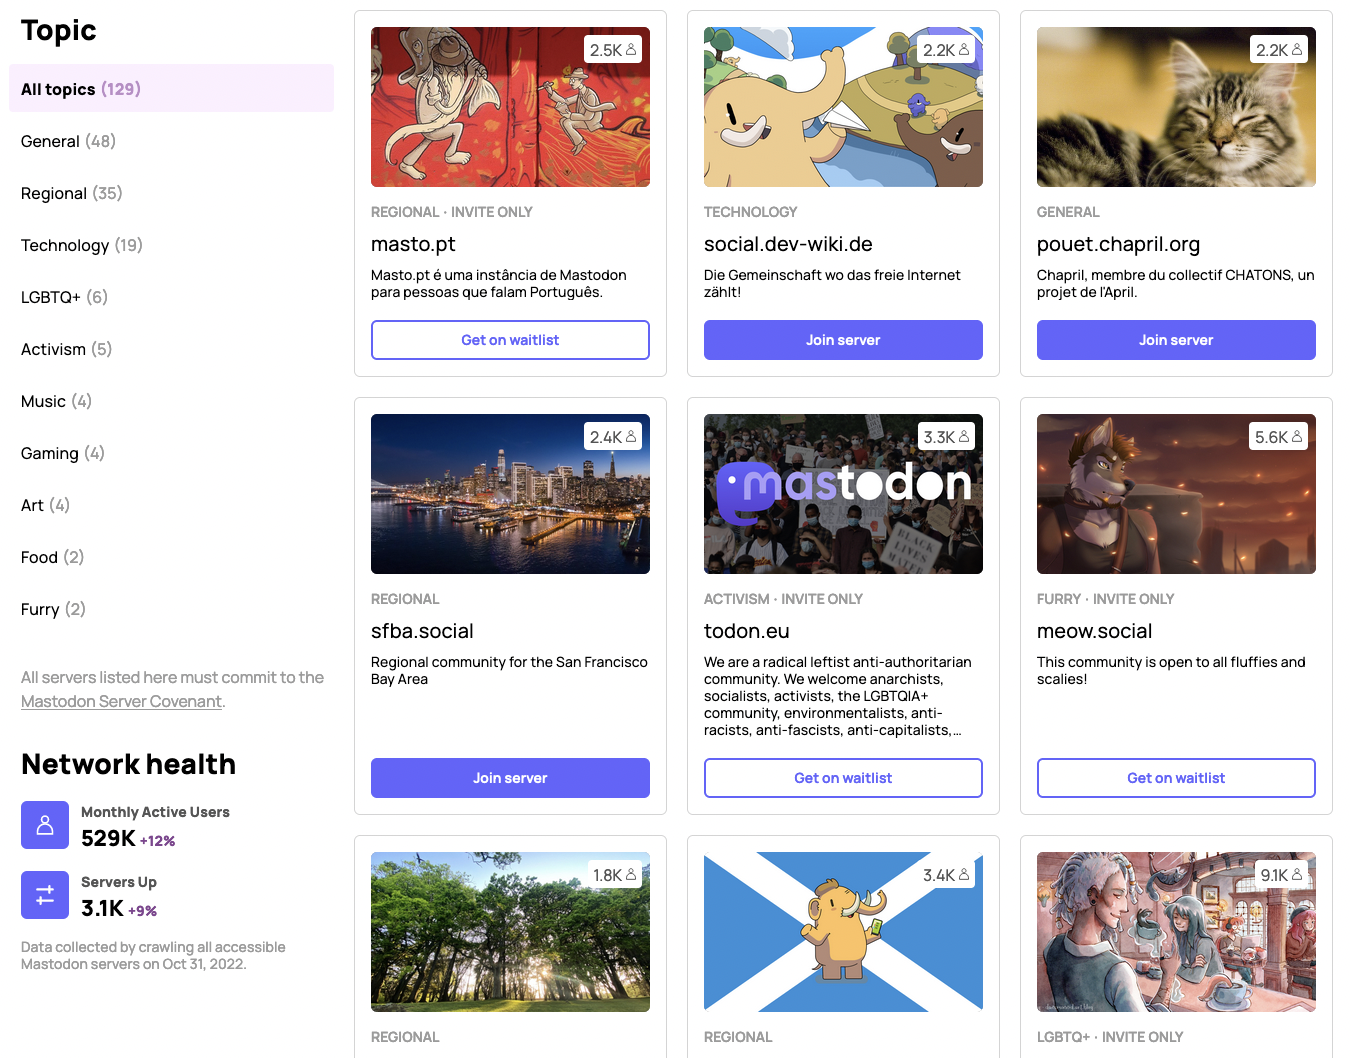 Topic
All topics (129)
General (48)
Regional (35)
Technology (19)
LGBTQ+ (6)
Activism (5)
Music (4)
Gaming (4)
Art (4)
Food (2)
Furry (2)
All servers listed here must commit to the
Mastodon Server Covenant.
Network health
Monthly Active Users
529K +12%
Servers Up
3.1K +9%
Data collected by crawling all accessible
Mastodon servers on Oct 31, 2022.
2.5K
REGIONAL · INVITE ONLY
masto.pt
Masto.pt é uma instância de Mastodon
para pessoas que falam Português.
Get on waitlist
2.2K
TECHNOLOGY
social.dev-wiki.de
Die Gemeinschaft wo das freie Internet
zählt!
Join server
2.2K
GENERAL
pouet.chapril.org
Chapril, membre du collectif CHATONS, un
projet de l'April.
Join server
2.4K
REGIONAL
sfba.social
Regional community for the San Francisco
Bay Area
Join server
3.3K
mastodon
BLACK
LIVES
MATTER
ACTIVISM · INVITE ONLY
todon.eu
We are a radical leftist anti-authoritarian
community. We welcome anarchists,
socialists, activists, the LGBTQIA+
community, environmentalists, anti-
racists, anti-fascists, anti-capitalists,...
Get on waitlist
5.6K
FURRY · INVITE ONLY
meow.social
This community is open to all fluffies and
scalies!
Get on waitlist
1.8K
REGIONAL
3.4K
REGIONAL
9.1K
LGBTQ+ · INVITE ONLY